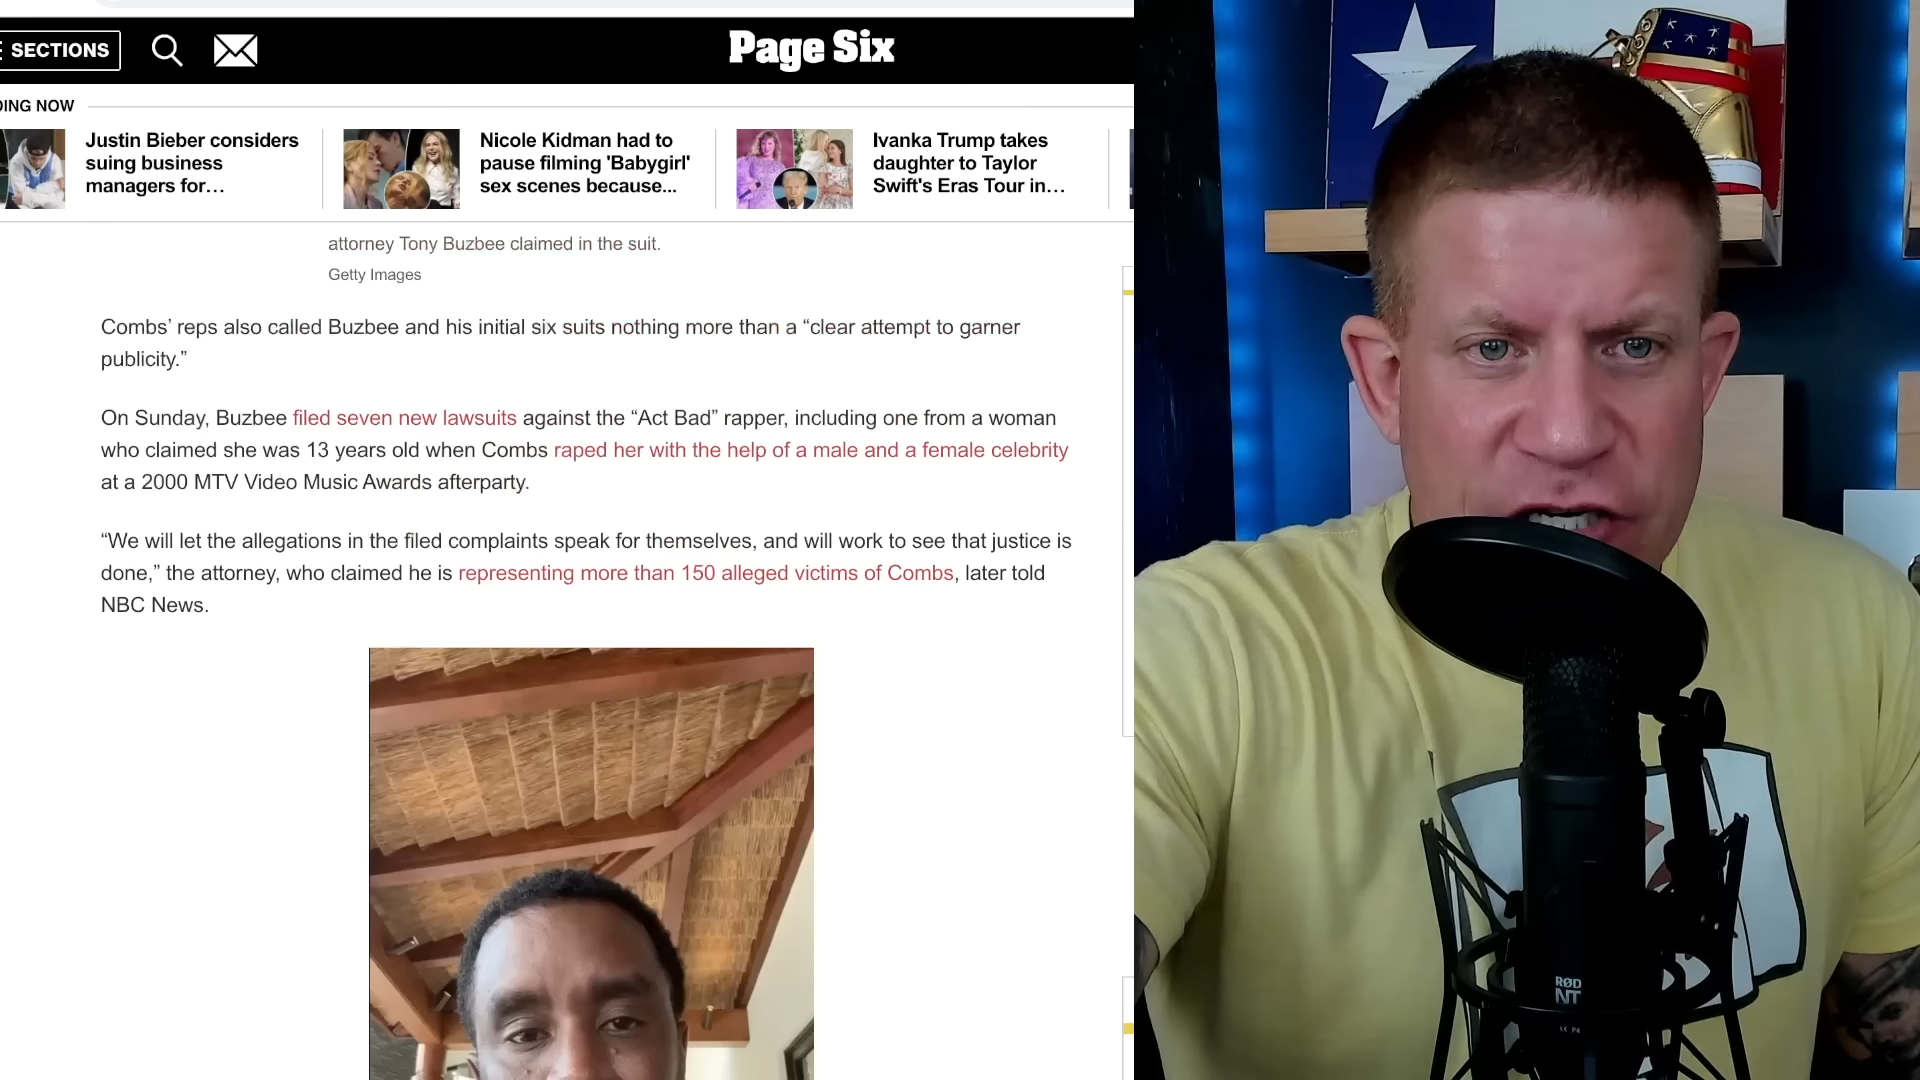 SECTIONS
Page Six
DING NOW
Justin Bieber considers
suing business
managers for…
Nicole Kidman had to
pause filming 'Babygirl'
sex scenes because...
Ivanka Trump takes
daughter to Taylor
Swift's Eras Tour in…
attorney Tony Buzbee claimed in the suit.
Getty Images
Combs’ reps also called Buzbee and his initial six suits nothing more than a “clear attempt to garner
publicity.”
On Sunday, Buzbee filed seven new lawsuits against the “Act Bad” rapper, including one from a woman
who claimed she was 13 years old when Combs raped her with the help of a male and a female celebrity
at a 2000 MTV Video Music Awards afterparty.
“We will let the allegations in the filed complaints speak for themselves, and will work to see that justice is
done,” the attorney, who claimed he is representing more than 150 alleged victims of Combs, later told
NBC News.
RØD
NT